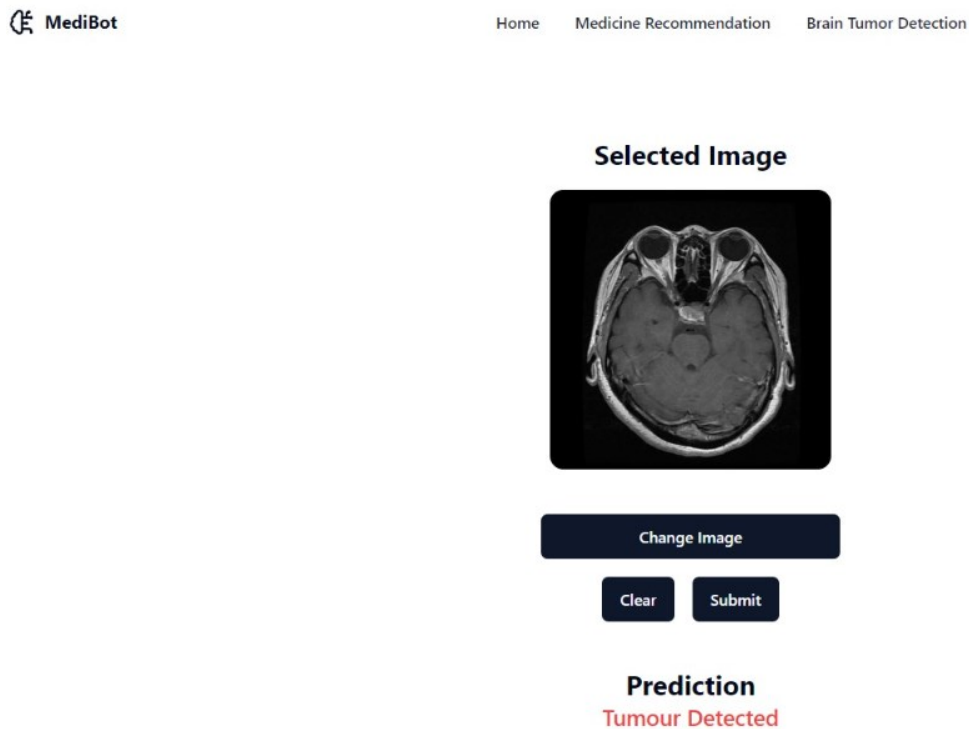 MediBot Home Medicine Recommendation Brain Tumor Detection
Selected Image
Change Image
Clear Submit
Prediction
Tumour Detected